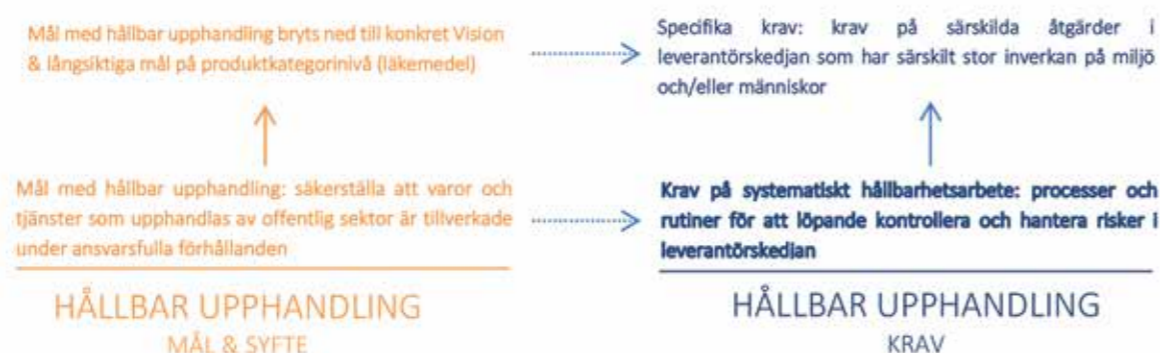 Mål med hållbar upphandling bryts ned till konkret Vision
& långsiktiga mål på produktkategorinivå (läkemedel)
Specifika krav: krav på särskilda åtgärder i
leverantörskedjan som har särskilt stor inverkan på miljö
och/eller människor
Mål med hållbar upphandling: säkerställa att varor och
tjänster som upphandlas av offentlig sektor är tillverkade
under ansvarsfulla förhållanden
Krav på systematiskt hållbarhetsarbete: processer och
rutiner för att löpande kontrollera och hantera risker i
leverantörskedjan
HÅLLBAR UPPHANDLING
MÅL & SYFTE
HÅLLBAR UPPHANDLING
KRAV